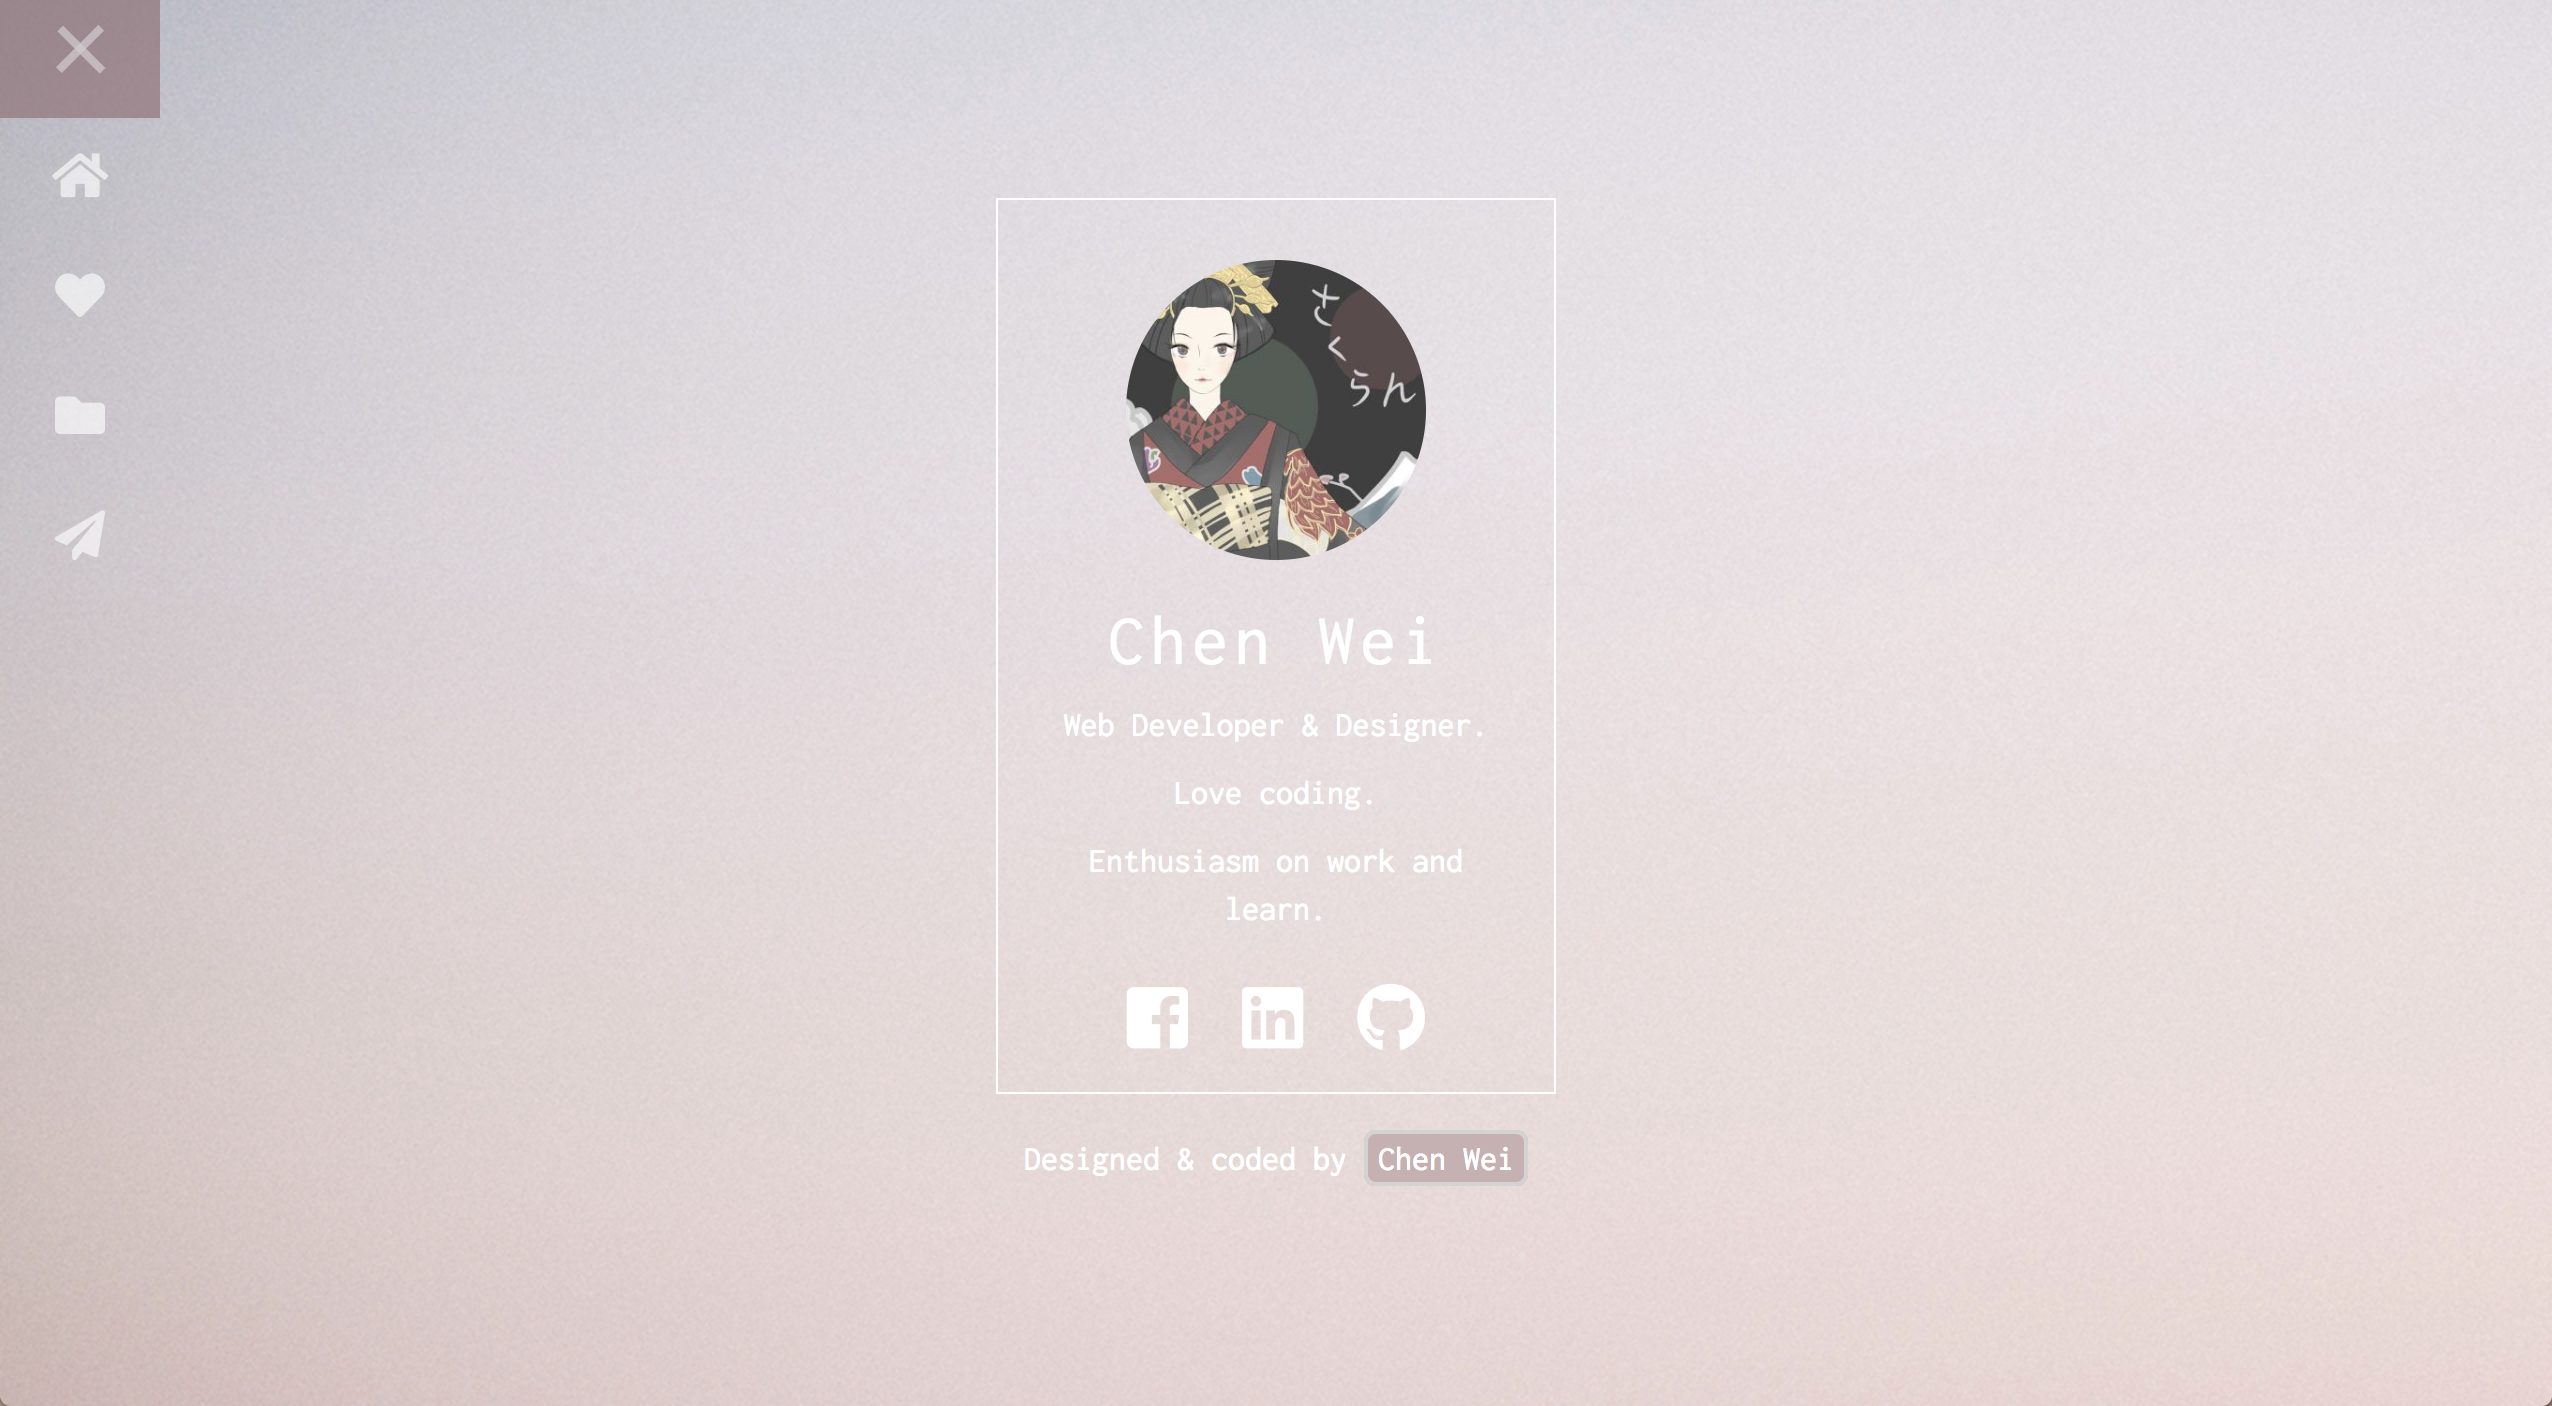 さ
く
らん
Chen Wei
Web Developer & Designer.
Love coding.
Enthusiasm on work and
learn.
Designed & coded by Chen Wei